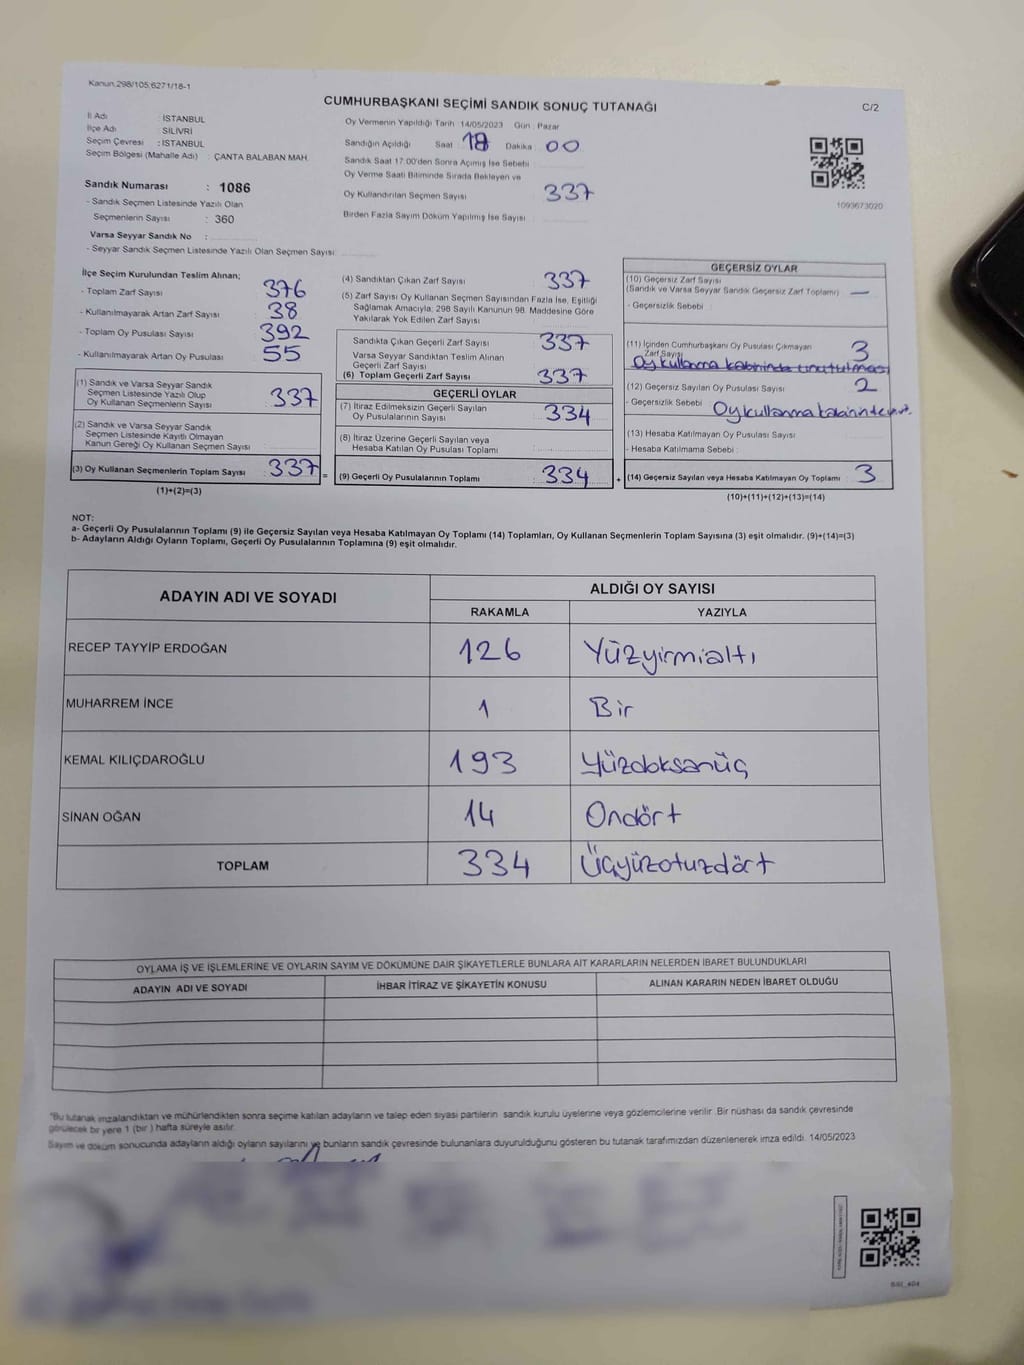 Kanun.298/105;6271/18-1
CUMHURBAŞKANI SEÇİMİ SANDIK SONUÇ TUTANAĞI
C/2
İl Adı : İSTANBUL
İlçe Adı : SİLİVRİ
Seçim Çevresi : İSTANBUL
Seçim Bölgesi (Mahalle Adı) : ÇANTA BALABAN MAH.
Sandık Numarası : 1086
- Sandık Seçmen Listesinde Yazılı Olan
Seçmenlerin Sayısı : 360
Varsa Seyyar Sandık No :
- Seyyar Sandık Seçmen Listesinde Yazılı Olan Seçmen Sayısı:
Oy Vermenin Yapıldığı Tarih :14/05/2023 Gün : Pazar
Sandığın Açıldığı Saat : 18 Dakika : 00
Sandık Saat 17:00'den Sonra Açılmış İse Sebebi :
Oy Verme Saati Bitiminde Sırada Bekleyen ve
Oy Kullandırılan Seçmen Sayısı : 337
Birden Fazla Sayım Döküm Yapılmış İse Sayısı :
1093673020
İlçe Seçim Kurulundan Teslim Alınan;
- Toplam Zarf Sayısı : 376
- Kullanılmayarak Artan Zarf Sayısı : 38
- Toplam Oy Pusulası Sayısı : 392
- Kullanılmayarak Artan Oy Pusulası : 55
(1) Sandık ve Varsa Seyyar Sandık
Seçmen Listesinde Yazılı Olup
Oy Kullanan Seçmenlerin Sayısı : 337
(2) Sandık ve Varsa Seyyar Sandık
Seçmen Listesinde Kayıtlı Olmayan
Kanun Gereği Oy Kullanan Seçmen Sayısı :
(3) Oy Kullanan Seçmenlerin Toplam Sayısı : 337 =
(1)+(2)=(3)
(4) Sandıktan Çıkan Zarf Sayısı : 337
(5) Zarf Sayısı Oy Kullanan Seçmen Sayısından Fazla İse, Eşitliği
Sağlamak Amacıyla; 298 Sayılı Kanunun 98. Maddesine Göre
Yakılarak Yok Edilen Zarf Sayısı :
Sandıkta Çıkan Geçerli Zarf Sayısı : 337
Varsa Seyyar Sandıktan Teslim Alınan
Geçerli Zarf Sayısı :
(6) Toplam Geçerli Zarf Sayısı : 337
GEÇERLİ OYLAR
(7) İtiraz Edilmeksizin Geçerli Sayılan
Oy Pusulalarının Sayısı : 334
(8) İtiraz Üzerine Geçerli Sayılan veya
Hesaba Katılan Oy Pusulaları Toplamı :
(9) Geçerli Oy Pusulalarının Toplamı : 334 +
GEÇERSİZ OYLAR
(10) Geçersiz Zarf Sayısı
(Sandık ve Varsa Seyyar Sandık Geçersiz Zarf Toplamı) : —
- Geçersizlik Sebebi :
(11) İçinden Cumhurbaşkanı Oy Pusulası Çıkmayan
Zarf Sayısı : 3
Oy kullanma kabininde unutulması
(12) Geçersiz Sayılan Oy Pusulası Sayısı : 2
- Geçersizlik Sebebi : Oy kullanma kabininde
(13) Hesaba Katılmayan Oy Pusulası Sayısı :
- Hesaba Katılmama Sebebi :
(14) Geçersiz Sayılan veya Hesaba Katılmayan Oy Toplamı : 3
(10)+(11)+(12)+(13)=(14)
NOT:
a- Geçerli Oy Pusulalarının Toplamı (9) ile Geçersiz Sayılan veya Hesaba Katılmayan Oy Toplamı (14) Toplamları, Oy Kullanan Seçmenlerin Toplam Sayısına (3) eşit olmalıdır. (9)+(14)=(3)
b- Adayların Aldığı Oyların Toplamı, Geçerli Oy Pusulalarının Toplamına (9) eşit olmalıdır.
ADAYIN ADI VE SOYADI ALDIĞI OY SAYISI
RAKAMLA YAZIYLA
RECEP TAYYİP ERDOĞAN 126 Yüzyirmialtı
MUHARREM İNCE 1 Bir
KEMAL KILIÇDAROĞLU 193 Yüzdoksanüç
SİNAN OĞAN 14 Ondört
TOPLAM 334 Üçyüzotuzdört
OYLAMA İŞ VE İŞLEMLERİNE VE OYLARIN SAYIM VE DÖKÜMÜNE DAİR ŞİKAYETLERLE BUNLARA AİT KARARLARIN NELERDEN İBARET BULUNDUKLARI
ADAYIN ADI VE SOYADI İHBAR İTİRAZ VE ŞİKAYETİN KONUSU ALINAN KARARIN NEDEN İBARET OLDUĞU
*Bu tutanak imzalandıktan ve mühürlendikten sonra seçime katılan adayların ve talep eden siyasi partilerin sandık kurulu üyelerine veya gözlemcilerine verilir. Bir nüshası da sandık çevresinde
görülecek bir yere 1 (bir ) hafta süreyle asılır.
Sayım ve döküm sonucunda adayların aldığı oyların sayılarını ve bunların sandık çevresinde bulunanlara duyurulduğunu gösteren bu tutanak tarafımızdan düzenlenerek imza edildi. 14/05/2023